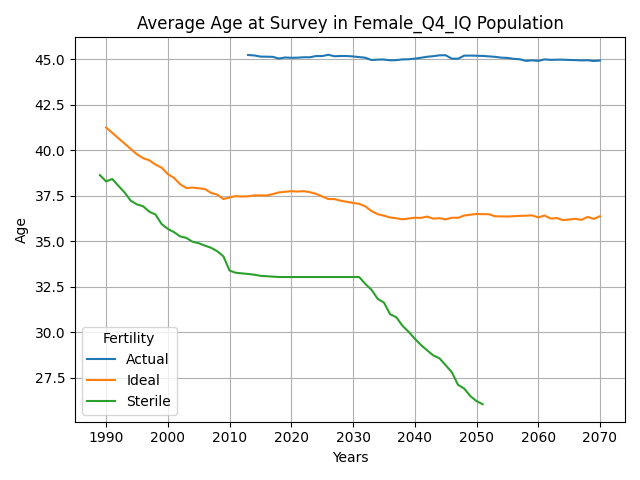 Average Age at Survey in Female_Q4_IQ Population
Age
45.0
42.5
40.0
37.5
35.0
32.5
30.0
27.5
Fertility
Actual
Ideal
Sterile
1990 2000 2010 2020 2030 2040 2050 2060 2070
Years